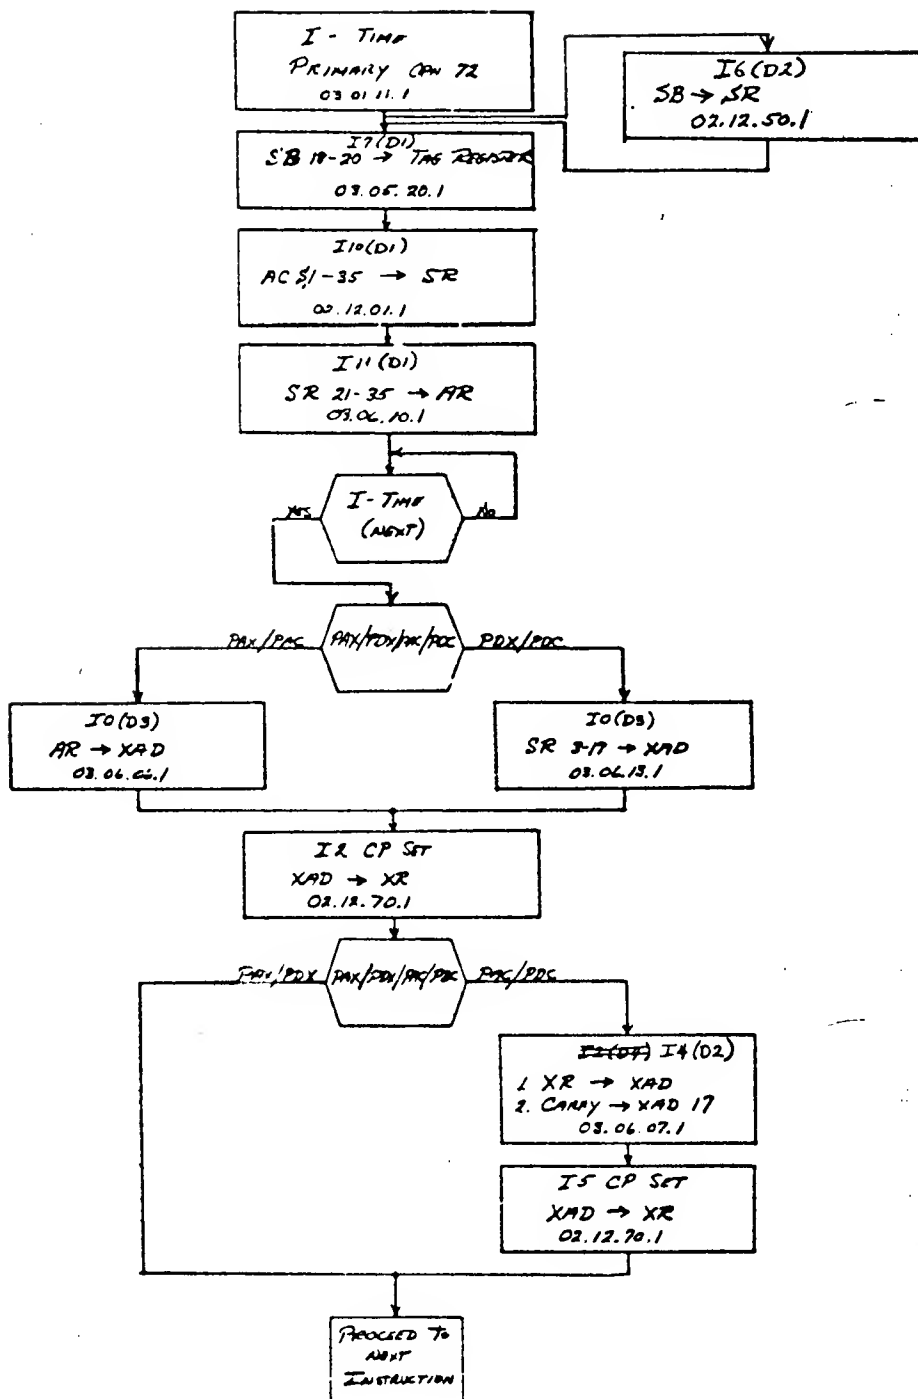 I - TIME
PRIMARY OPN 72
03.01.11.1
I6(D2)
SB → SR
02.12.50.1
I7(D1)
SB 18-20 → TAG REGISTER
03.05.20.1
I10(D1)
AC S,1-35 → SR
02.12.01.1
I11(D1)
SR 21-35 → AR
03.06.10.1
I-TIME
(NEXT)
YES
NO
PAX/PAC
PAX/PDX/PAC/PDC
PDX/PDC
I0(D3)
AR → XAD
03.06.06.1
I0(D3)
SR 3-17 → XAD
03.06.13.1
I2 CP SET
XAD → XR
02.12.70.1
PAX/PDX
PAX/PDX/PAC/PDC
PAC/PDC
I4(D2)
1. XR → XAD
2. CARRY → XAD 17
03.06.07.1
I5 CP SET
XAD → XR
02.12.70.1
PROCEED TO
NEXT
INSTRUCTION